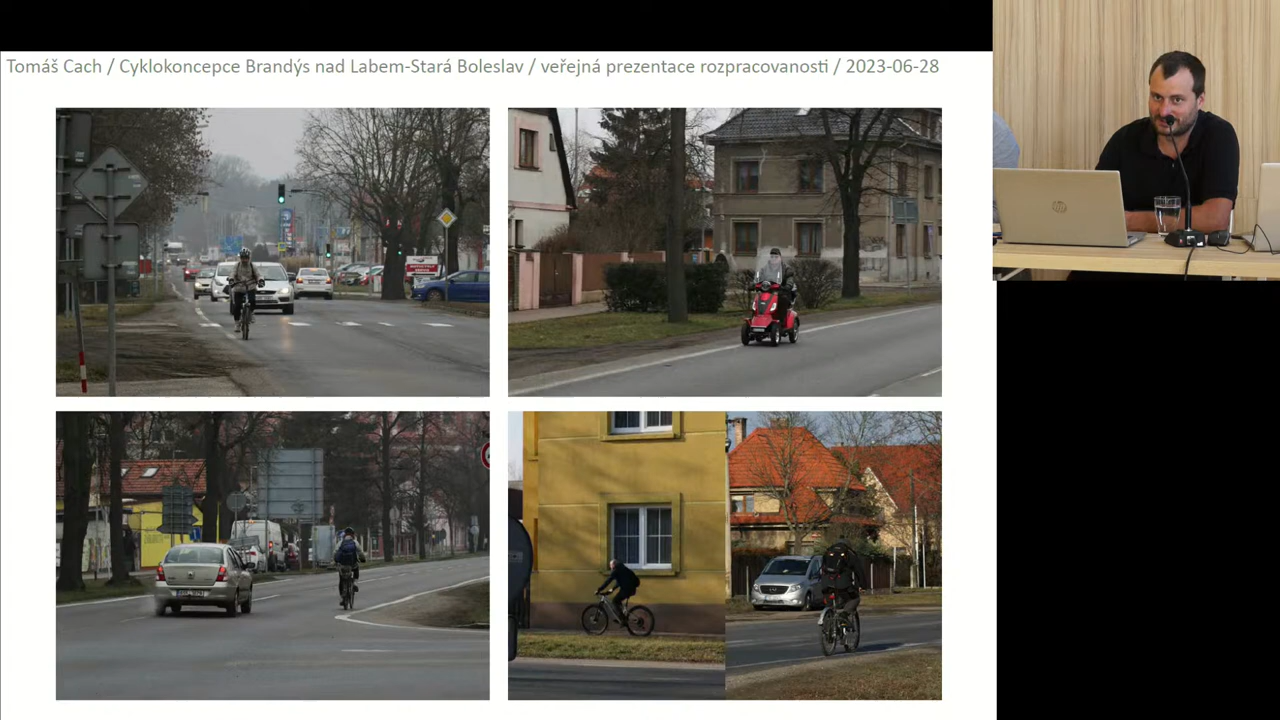 Tomáš Cach / Cyklokoncepce Brandýs nad Labem-Stará Boleslav / veřejná prezentace rozpracovanosti / 2023-06-28